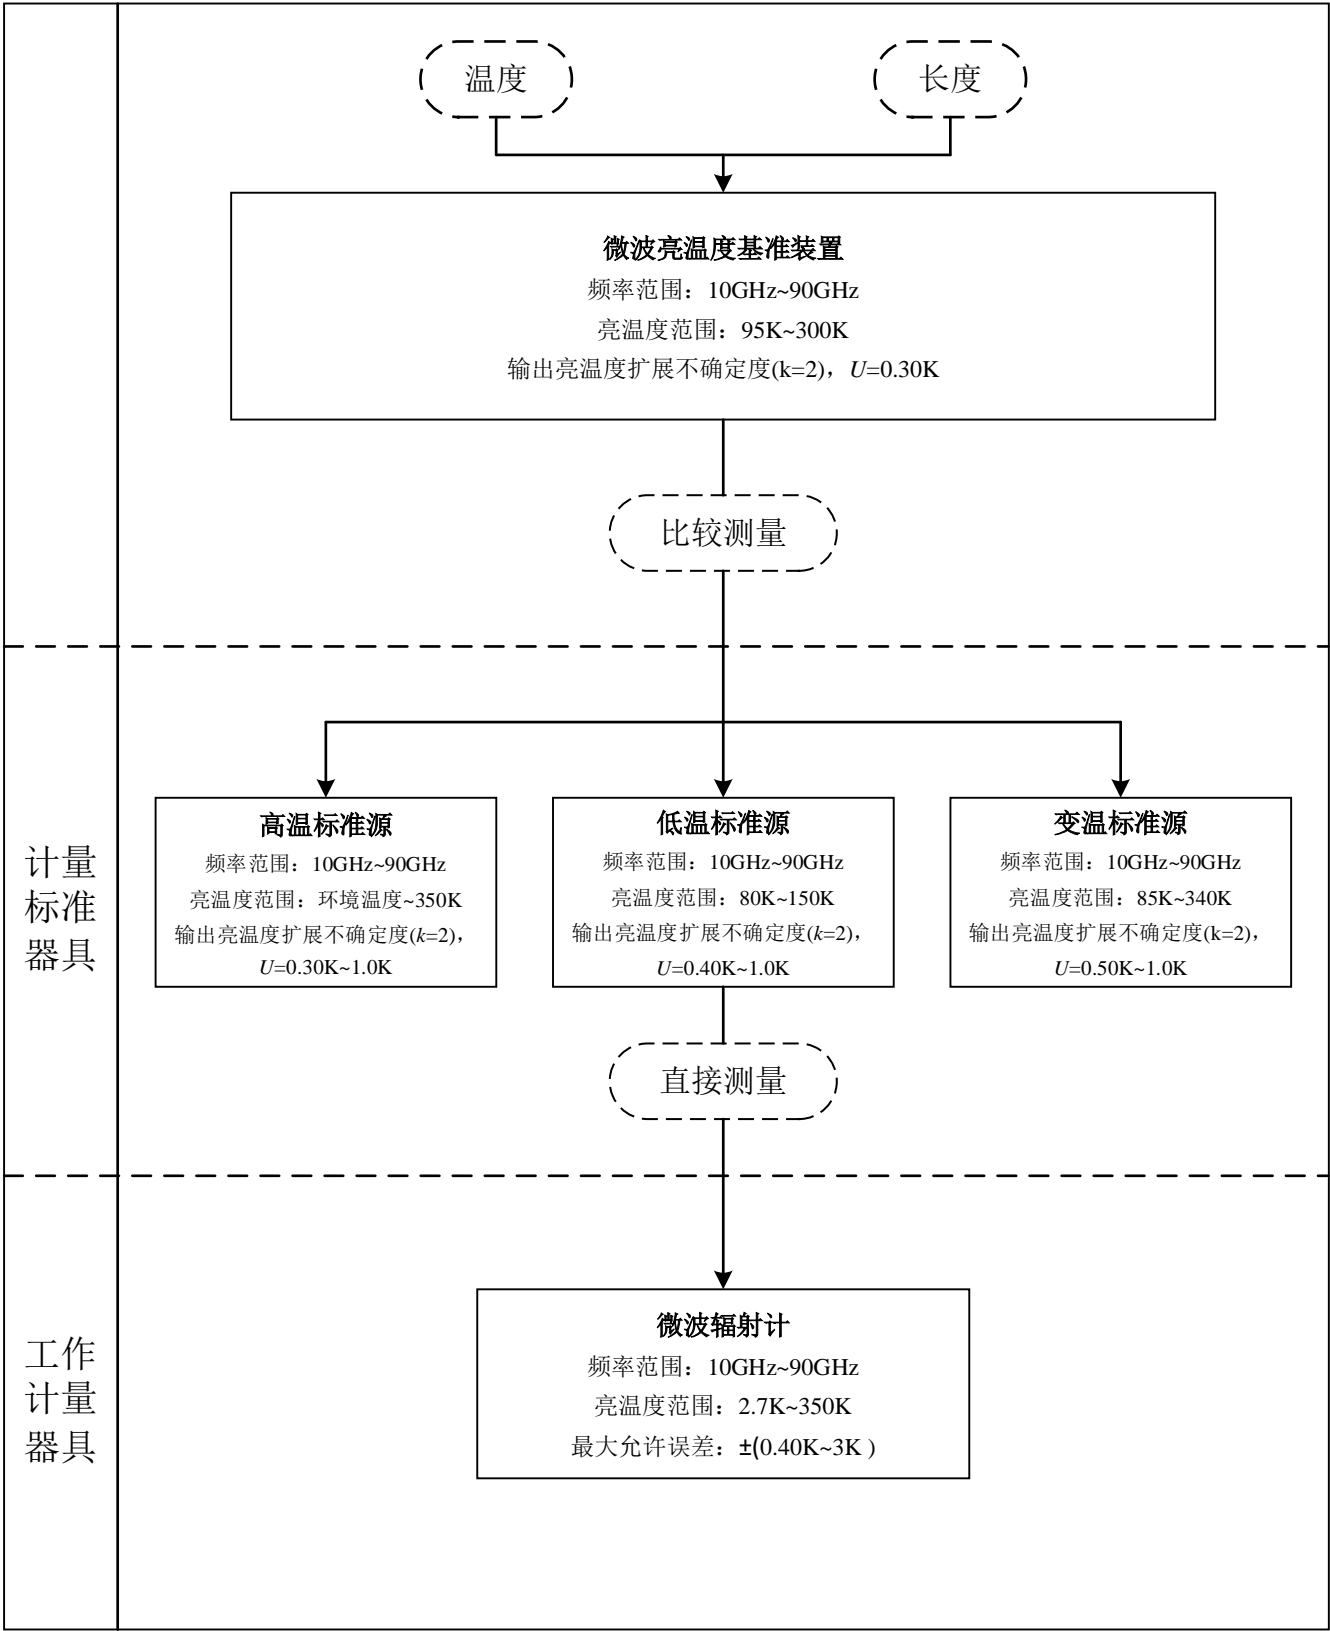 温度
长度
微波亮温度基准装置
频率范围：10GHz~90GHz
亮温度范围：95K~300K
输出亮温度扩展不确定度(k=2)，U=0.30K
比较测量
计量
标准
器具
高温标准源
频率范围：10GHz~90GHz
亮温度范围：环境温度~350K
输出亮温度扩展不确定度(k=2)，
U=0.30K~1.0K
低温标准源
频率范围：10GHz~90GHz
亮温度范围：80K~150K
输出亮温度扩展不确定度(k=2)，
U=0.40K~1.0K
变温标准源
频率范围：10GHz~90GHz
亮温度范围：85K~340K
输出亮温度扩展不确定度(k=2)，
U=0.50K~1.0K
直接测量
工作
计量
器具
微波辐射计
频率范围：10GHz~90GHz
亮温度范围：2.7K~350K
最大允许误差：±(0.40K~3K )